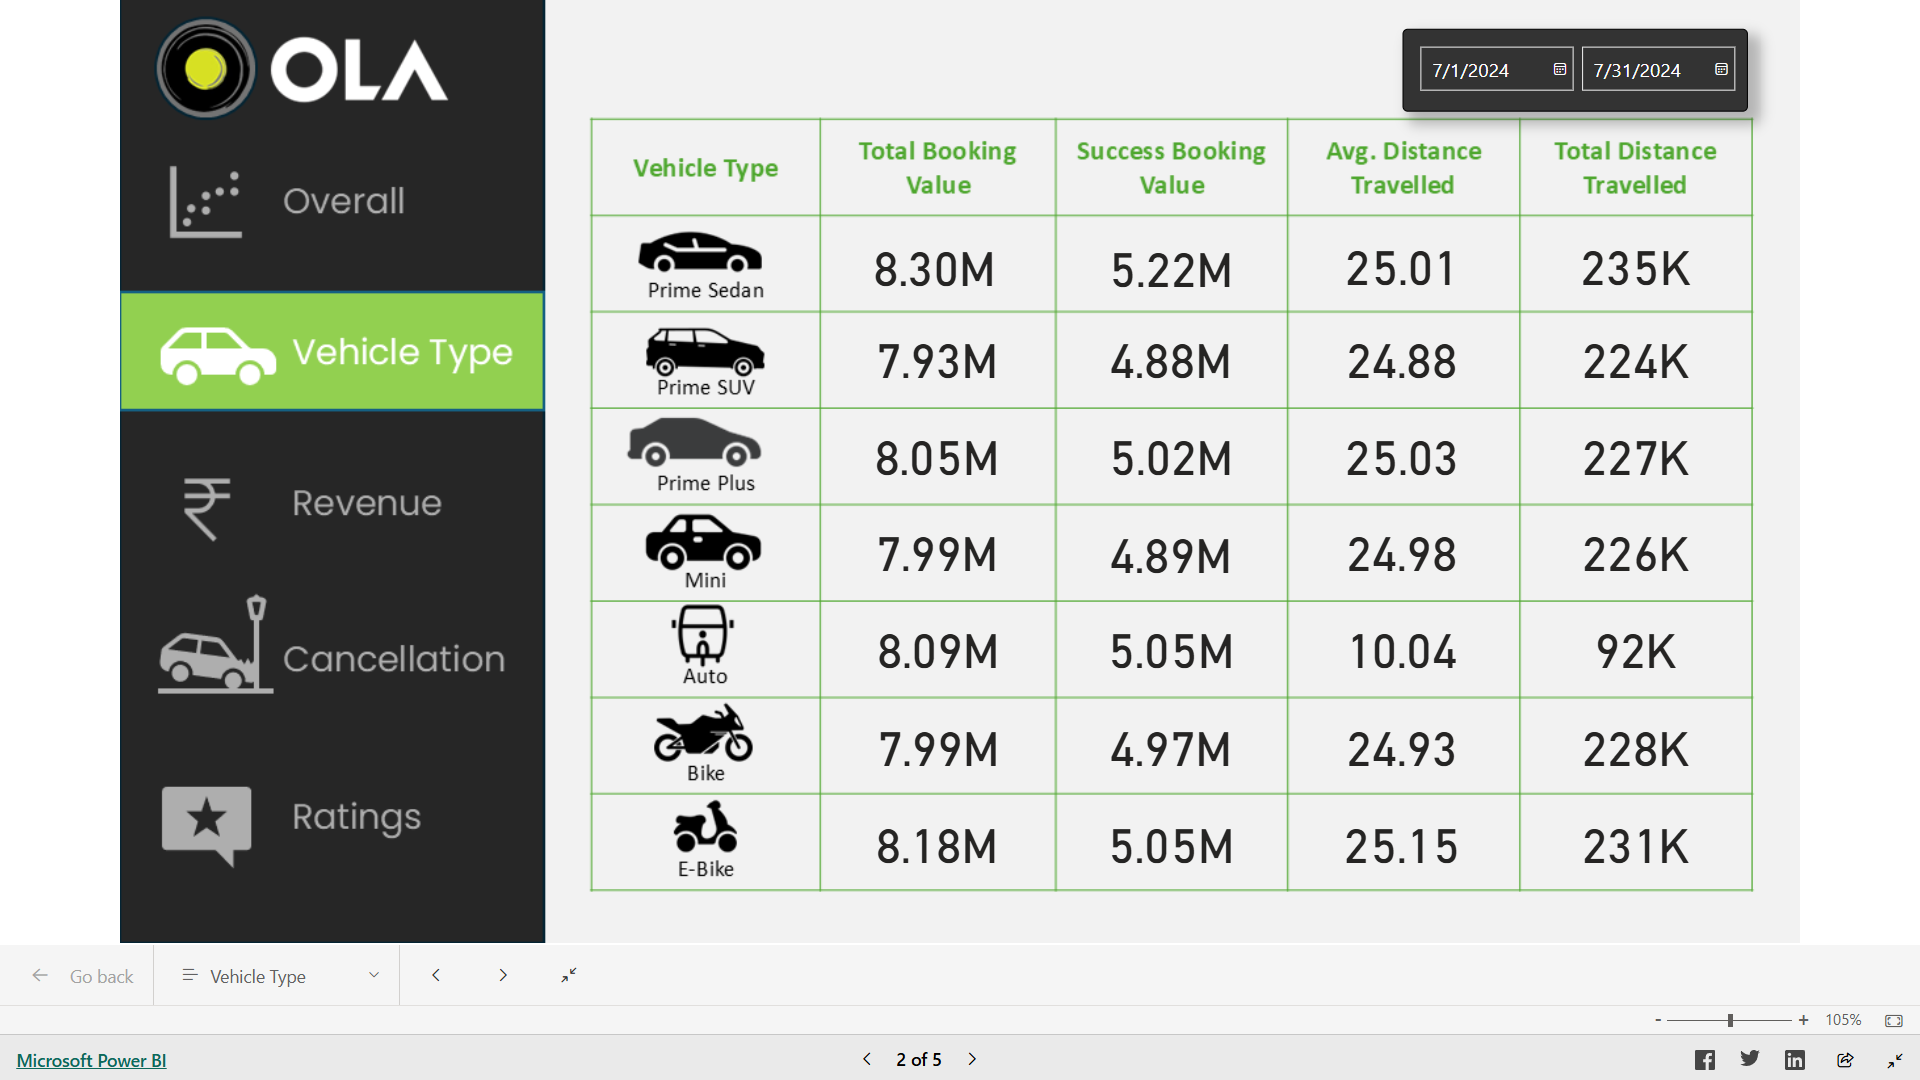 OLA
7/1/2024 7/31/2024
Overall
Vehicle Type
Revenue
Cancellation
Ratings
Vehicle Type Total Booking Value Success Booking Value Avg. Distance Travelled Total Distance Travelled
Prime Sedan 8.30M 5.22M 25.01 235K
Prime SUV 7.93M 4.88M 24.88 224K
Prime Plus 8.05M 5.02M 25.03 227K
Mini 7.99M 4.89M 24.98 226K
Auto 8.09M 5.05M 10.04 92K
Bike 7.99M 4.97M 24.93 228K
E-Bike 8.18M 5.05M 25.15 231K
Go back Vehicle Type
- + 105%
Microsoft Power BI 2 of 5